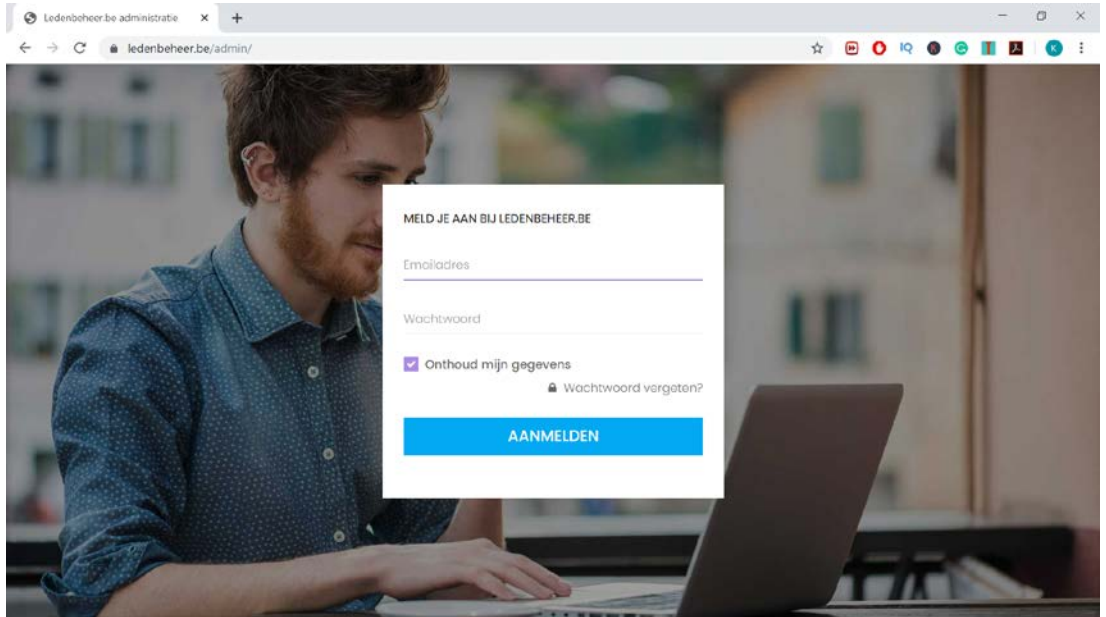 Ledenbeheer.be administratie
ledenbeheer.be/admin/
IQ
K
MELD JE AAN BIJ LEDENBEHEER.BE
Emailadres
Wachtwoord
Onthoud mijn gegevens
Wachtwoord vergeten?
AANMELDEN